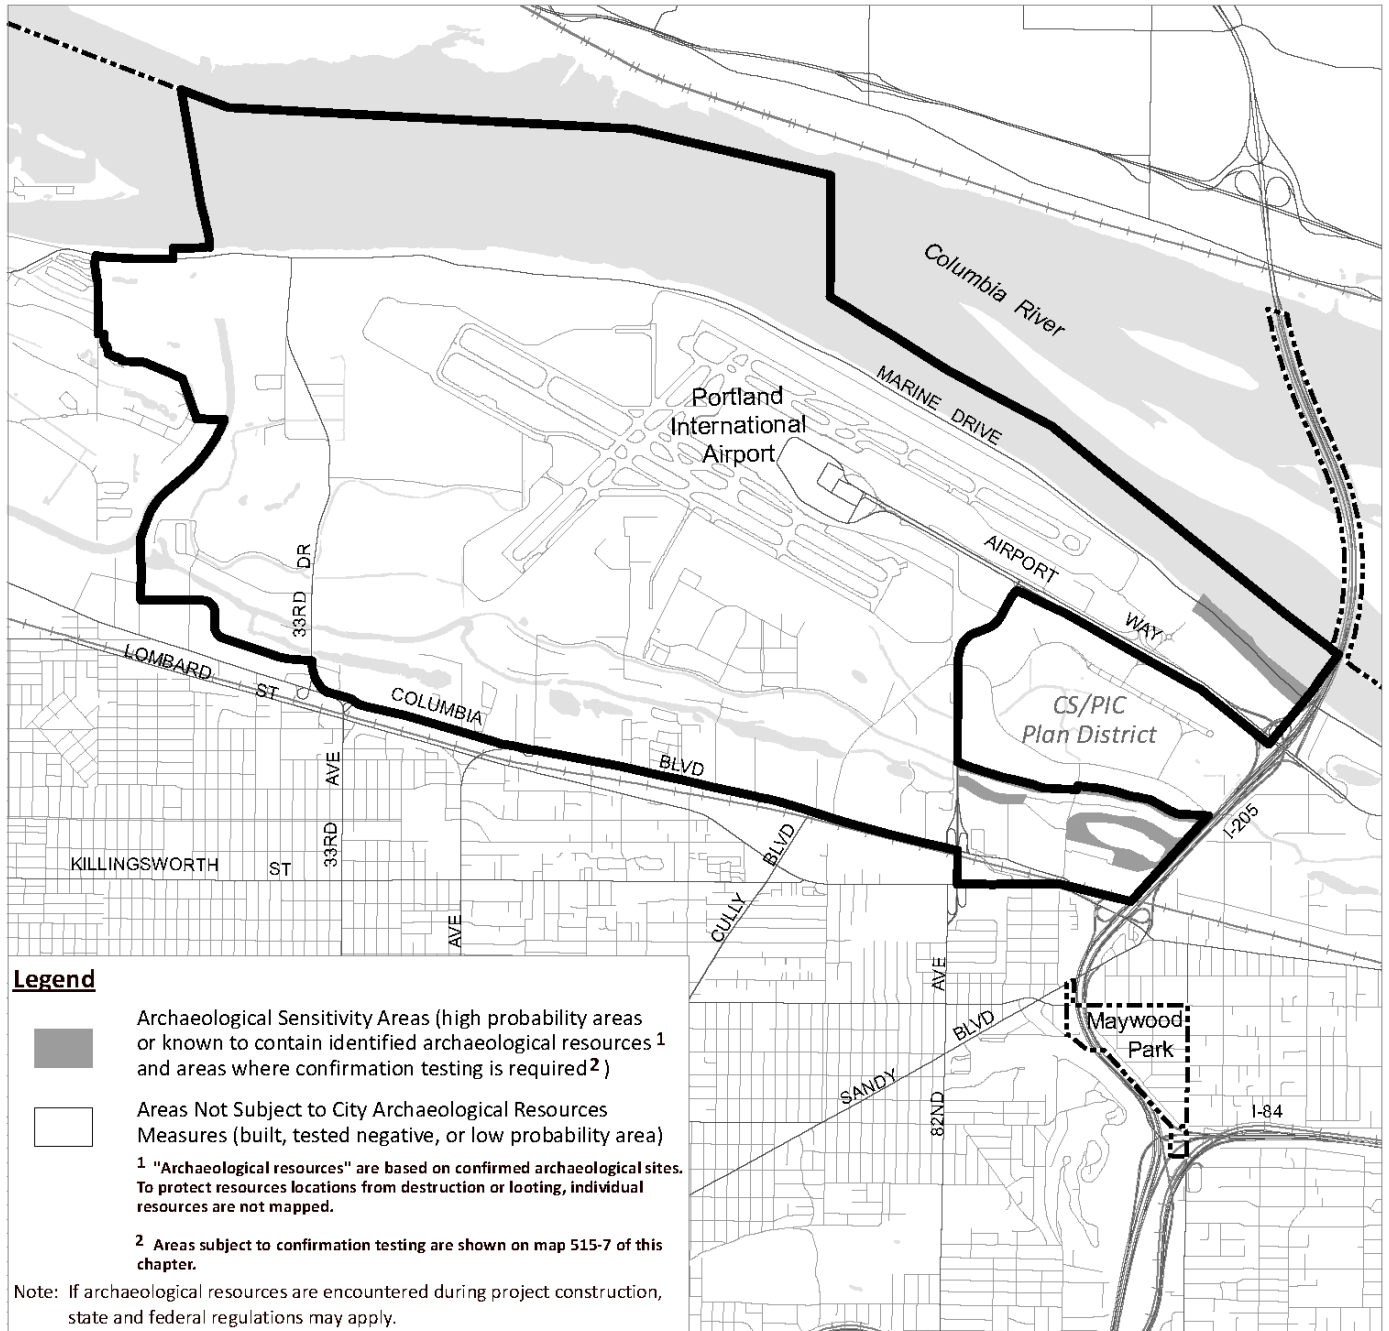 Columbia River
MARINE DRIVE
Portland
International
Airport
AIRPORT
WAY
33RD
DR
LOMBARD
ST
COLUMBIA
BLVD
CS/PIC
Plan District
I-205
33RD
AVE
KILLINGSWORTH
ST
AVE
CULLY
BLVD
82ND
AVE
SANDY
BLVD
Maywood
Park
I-84
Legend
Archaeological Sensitivity Areas (high probability areas
or known to contain identified archaeological resources 1
and areas where confirmation testing is required 2 )
Areas Not Subject to City Archaeological Resources
Measures (built, tested negative, or low probability area)
1 "Archaeological resources" are based on confirmed archaeological sites.
To protect resources locations from destruction or looting, individual
resources are not mapped.
2 Areas subject to confirmation testing are shown on map 515-7 of this
chapter.
Note: If archaeological resources are encountered during project construction,
state and federal regulations may apply.